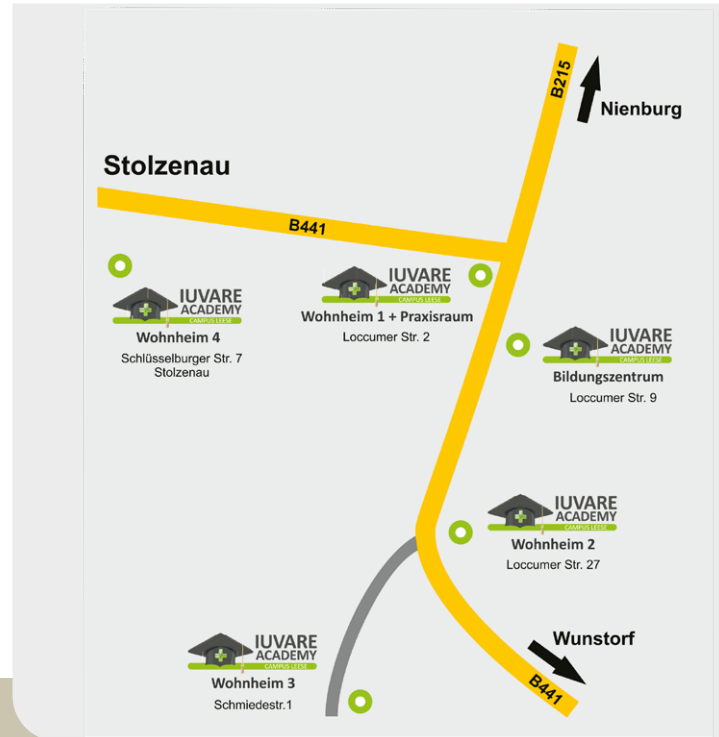 B215
Nienburg
Stolzenau
B441
IUVARE
ACADEMY
CAMPUS LEESE
Wohnheim 4
Schlüsselburger Str. 7
Stolzenau
IUVARE
ACADEMY
CAMPUS LEESE
Wohnheim 1 + Praxisraum
Loccumer Str. 2
IUVARE
ACADEMY
CAMPUS LEESE
Bildungszentrum
Loccumer Str. 9
IUVARE
ACADEMY
CAMPUS LEESE
Wohnheim 2
Loccumer Str. 27
Wunstorf
B441
IUVARE
ACADEMY
CAMPUS LEESE
Wohnheim 3
Schmiedestr.1